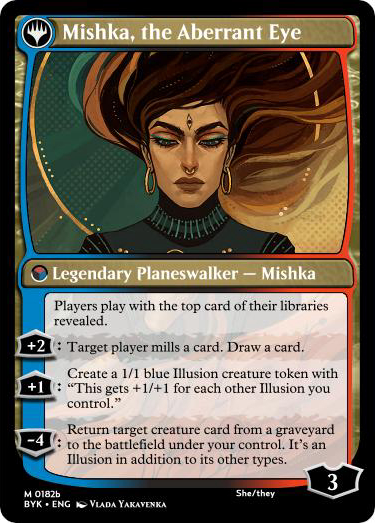 Mishka, the Aberrant Eye
Legendary Planeswalker — Mishka
Players play with the top card of their libraries
revealed.
+2: Target player mills a card. Draw a card.
+1: Create a 1/1 blue Illusion creature token with
“This gets +1/+1 for each other Illusion you
control.”
-4: Return target creature card from a graveyard
to the battlefield under your control. It’s an
Illusion in addition to its other types.
3
M 0182b
She/they
BYK • ENG Vlada Yakavenka